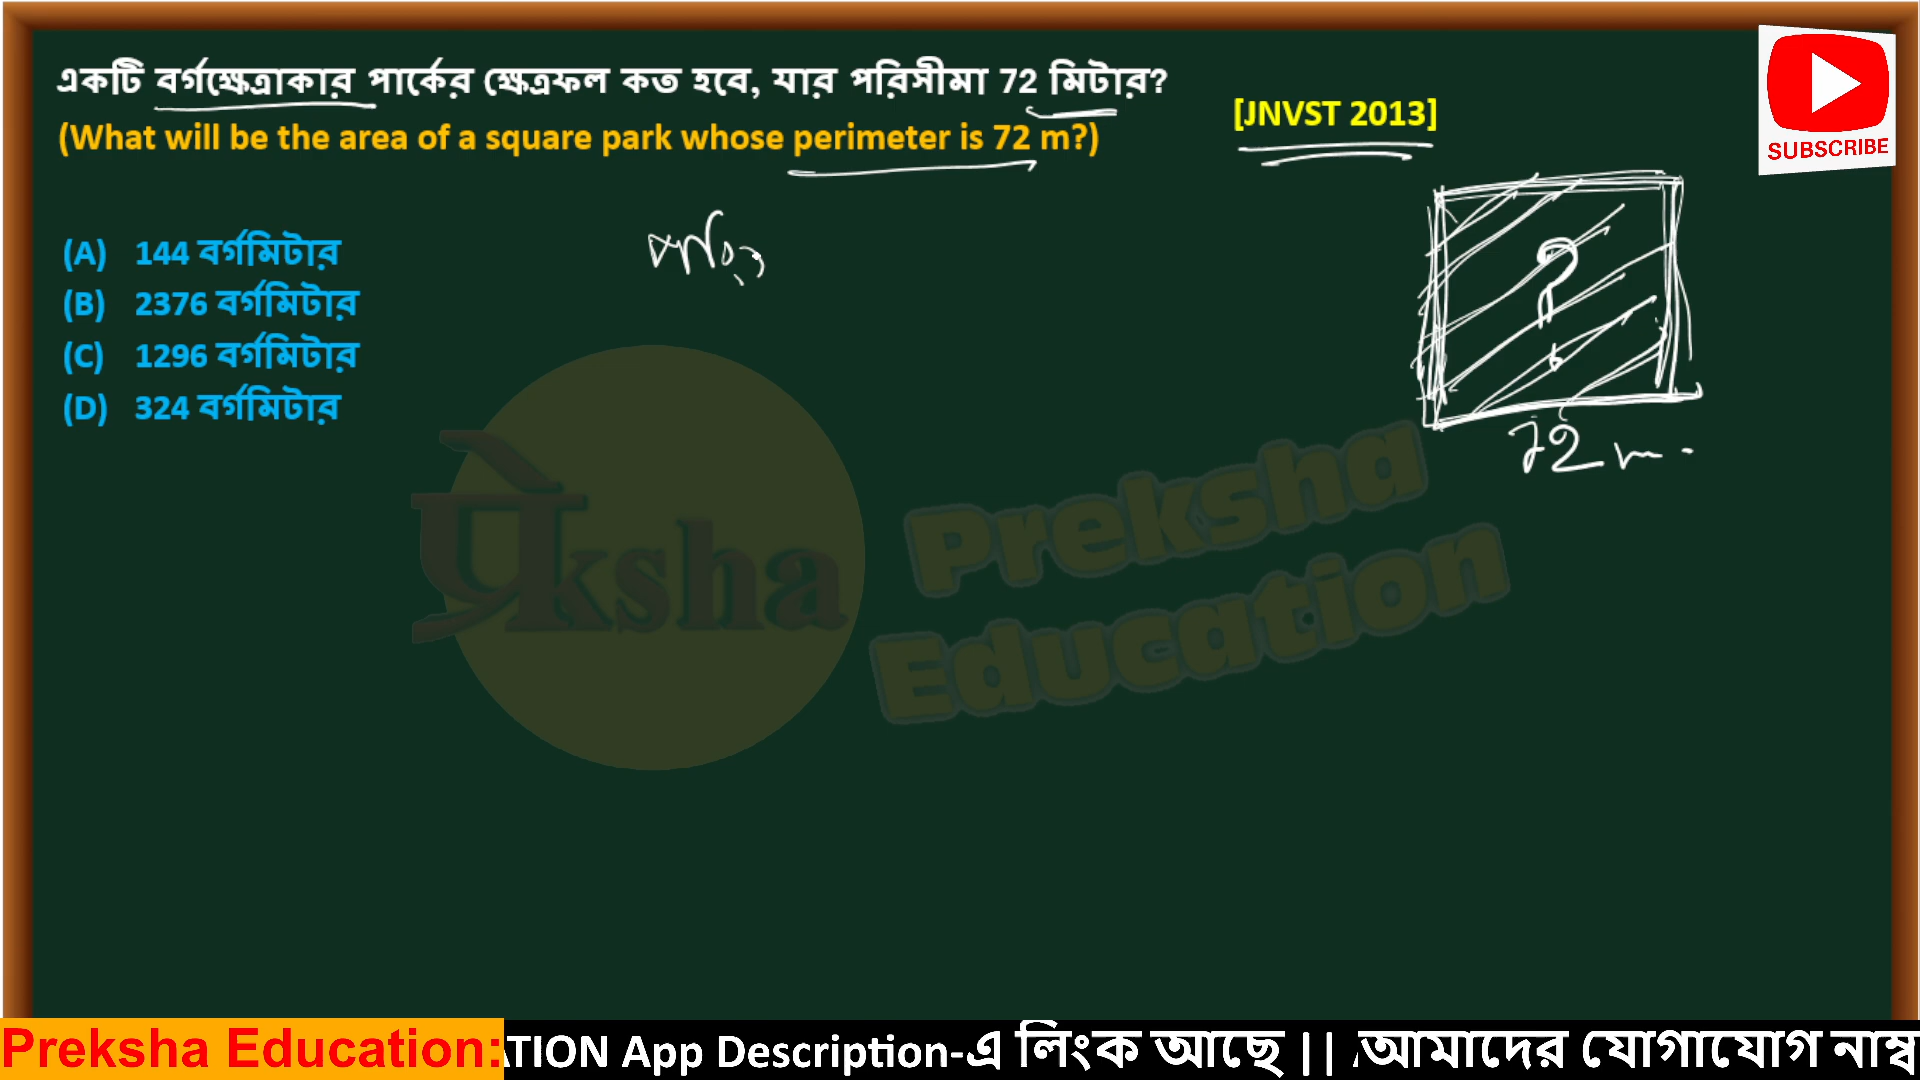 একটি বর্গক্ষেত্রাকার পার্কের ক্ষেত্রফল কত হবে, যার পরিসীমা 72 মিটার?
(What will be the area of a square park whose perimeter is 72 m?)
[JNVST 2013]
SUBSCRIBE
(A) 144 বর্গমিটার
(B) 2376 বর্গমিটার
(C) 1296 বর্গমিটার
(D) 324 বর্গমিটার
?
72 m.
प्रेksha
Preksha
Education
Preksha Education:
ATION App Description-এ লিংক আছে || আমাদের যোগাযোগ নাম্ব